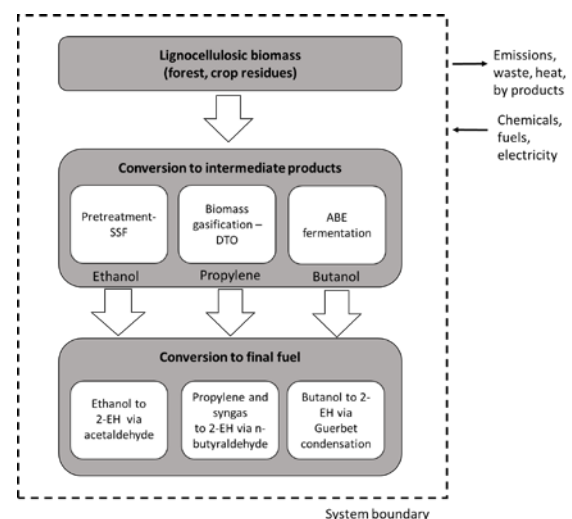 Lignocellulosic biomass
(forest, crop residues)
Emissions,
waste, heat,
by products
Chemicals,
fuels,
electricity
Conversion to intermediate products
Pretreatment-
SSF
Biomass
gasification –
DTO
ABE
fermentation
Ethanol
Propylene
Butanol
Conversion to final fuel
Ethanol to
2-EH via
acetaldehyde
Propylene and
syngas
to 2-EH via n-
butyraldehyde
Butanol to 2-
EH via
Guerbet
condensation
System boundary